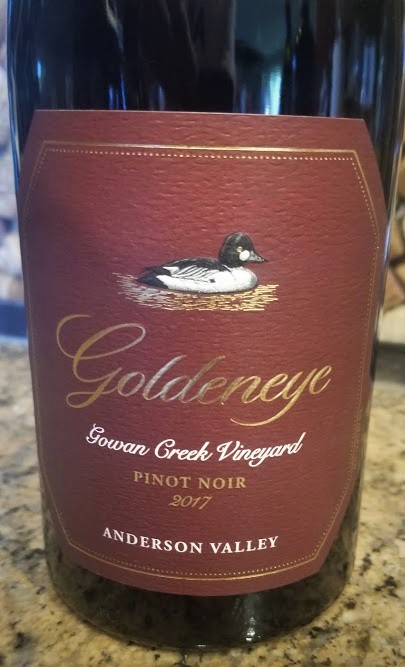 Goldeneye
Gowan Creek Vineyard
PINOT NOIR
2017
ANDERSON VALLEY